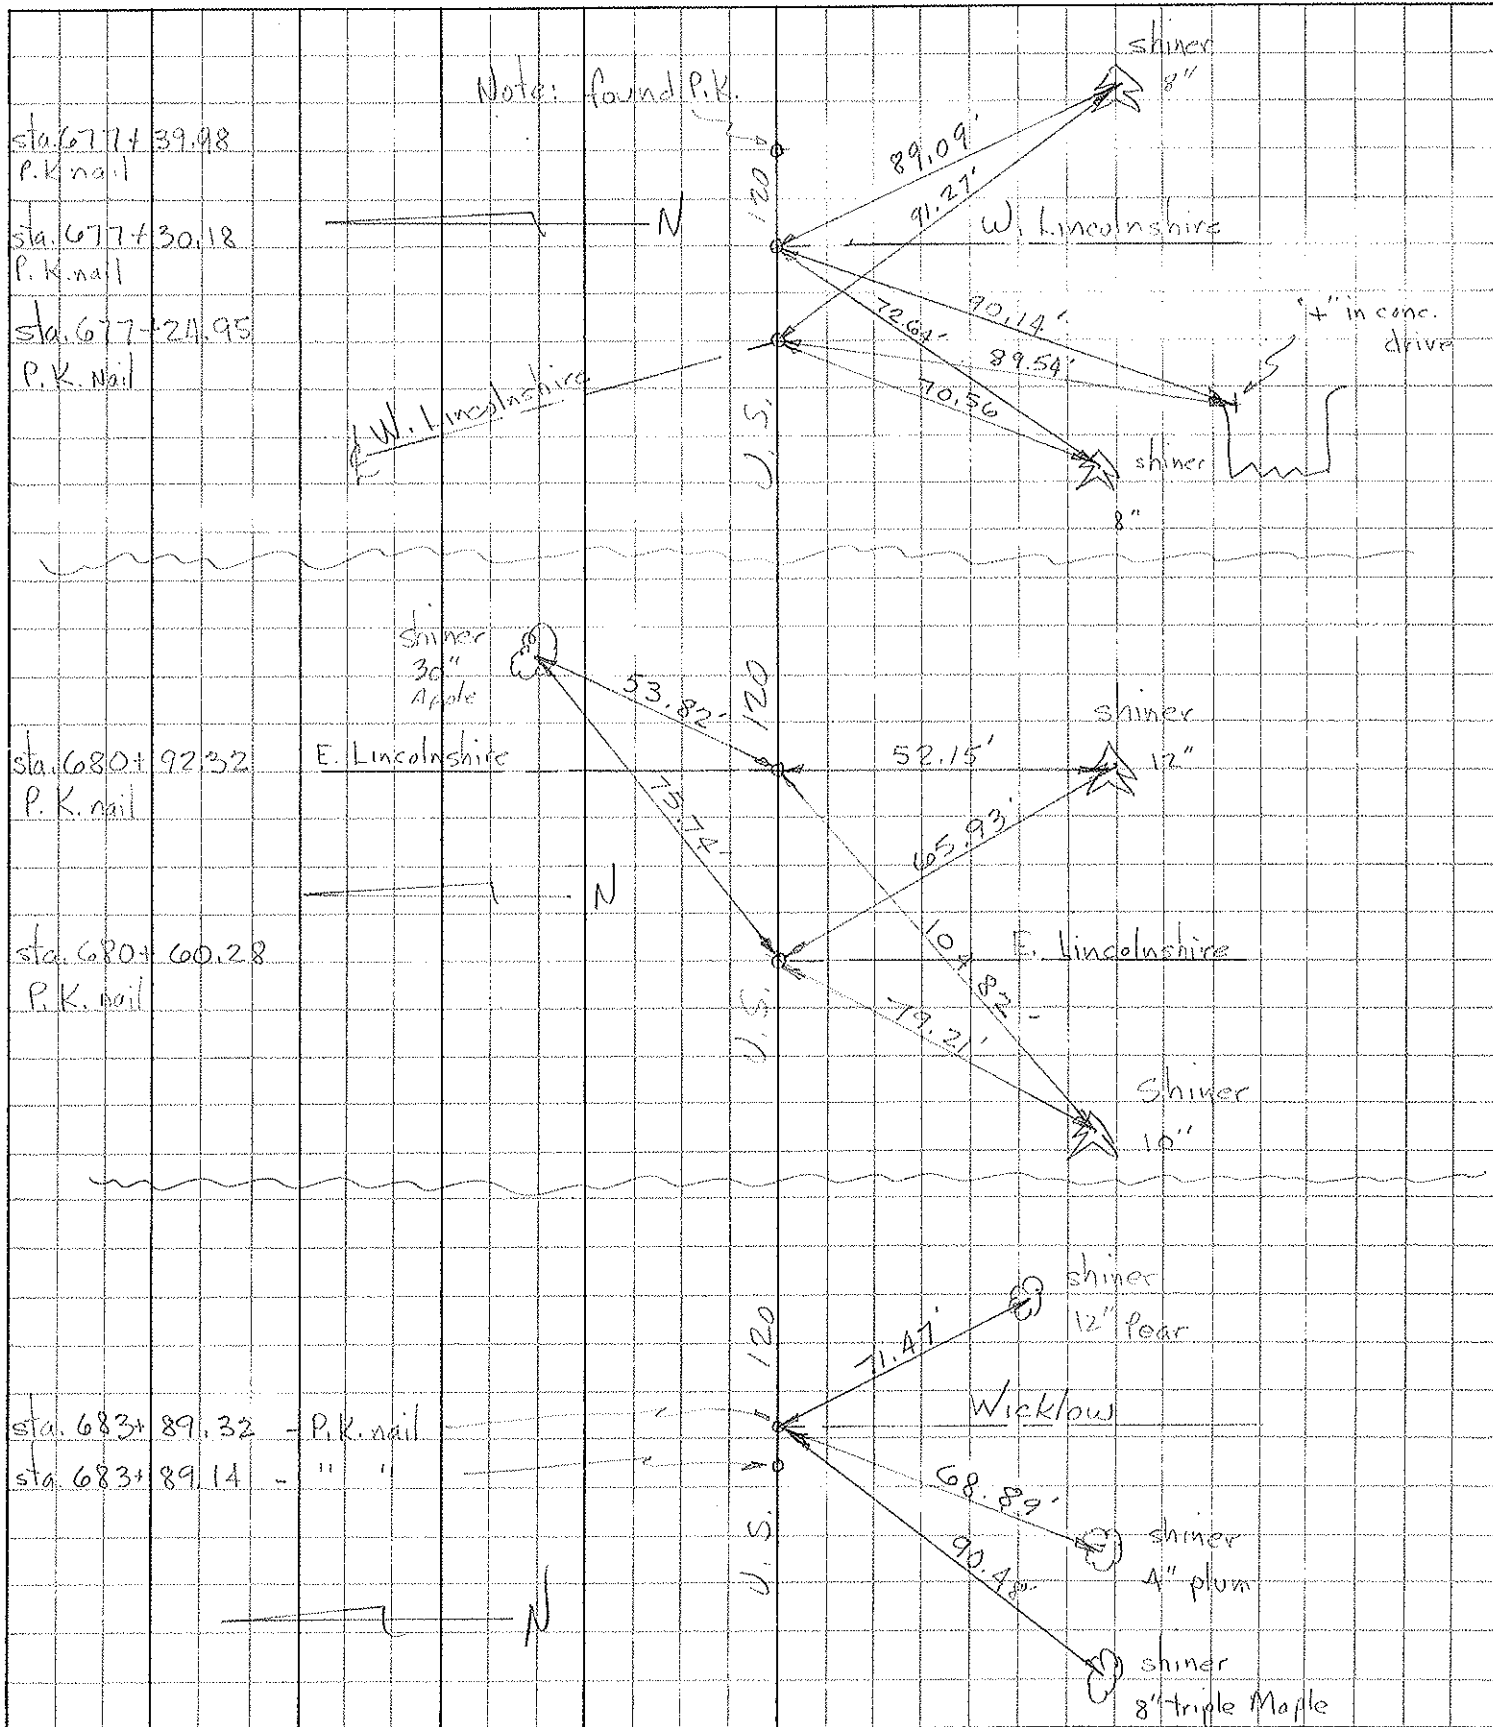 shiner
8"
Note: found P.K.
sta. 677+39.98
P.K nail
120
89.09'
91.27'
N
W. Lincolnshire
sta. 677+30.18
P.K. nail
90.14'
72.64'
"+" in conc.
drive
sta. 677+24.95
P.K. Nail
89.54'
70.56
W. Lincolnshire
U.S.
shiner
8"
shiner
30"
Apple
53.82'
120
shiner
12"
sta. 680+92.32
P.K. nail
E. Lincolnshire
52.15'
75.74'
65.93'
N
sta. 680+60.28
P.K. nail
E. Lincolnshire
104.82'
U.S.
79.21'
Shiner
10"
shiner
12" Pear
120
71.47'
sta. 683+89.32 - P.K. nail
Wicklow
sta. 683+89.14 - " "
68.89'
U.S.
shiner
4" plum
90.48'
N
shiner
8" triple Maple